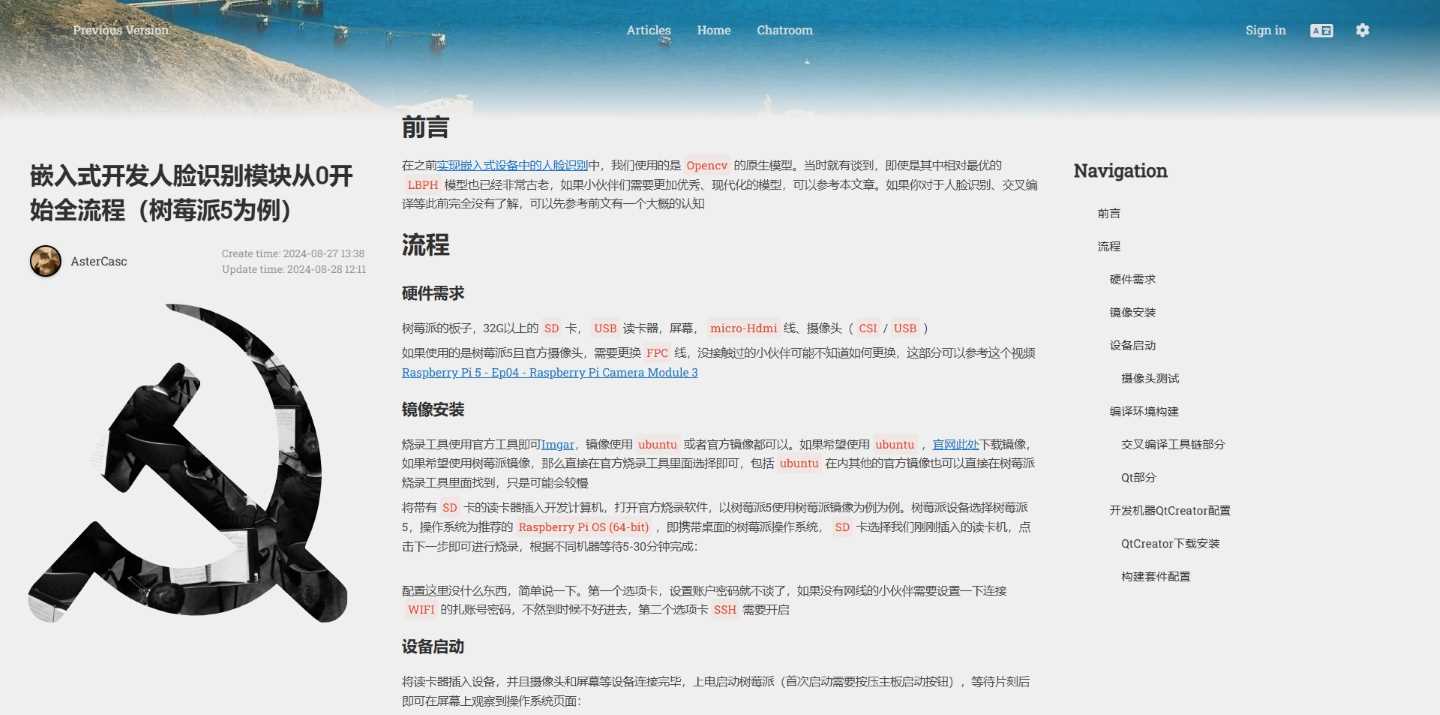 Previous Version
Articles
Home
Chatroom
Sign in
嵌入式开发人脸识别模块从0开
始全流程（树莓派5为例）
AsterCasc
Create time: 2024-08-27 13:38
Update time: 2024-08-28 12:11
前言
在之前实现嵌入式设备中的人脸识别中，我们使用的是 Opencv 的原生模型。当时就有谈到，即使是其中相对最优的
LBPH 模型也已经非常古老，如果小伙伴们需要更加优秀、现代化的模型，可以参考本文章。如果你对于人脸识别、交叉编
译等此前完全没有了解，可以先参考前文有一个大概的认知
流程
硬件需求
树莓派的板子，32G以上的 SD 卡， USB 读卡器，屏幕， micro-Hdmi 线、摄像头（ CSI / USB ）
如果使用的是树莓派5且官方摄像头，需要更换 FPC 线，没接触过的小伙伴可能不知道如何更换，这部分可以参考这个视频
Raspberry Pi 5 - Ep04 - Raspberry Pi Camera Module 3
镜像安装
烧录工具使用官方工具即可Imgar，镜像使用 ubuntu 或者官方镜像都可以。如果希望使用 ubuntu ，官网此处下载镜像，
如果希望使用树莓派镜像，那么直接在官方烧录工具里面选择即可，包括 ubuntu 在内其他的官方镜像也可以直接在树莓派
烧录工具里面找到，只是可能会较慢
将带有 SD 卡的读卡器插入开发计算机，打开官方烧录软件，以树莓派5使用树莓派镜像为例为例。树莓派设备选择树莓派
5，操作系统为推荐的 Raspberry Pi OS (64-bit) ，即携带桌面的树莓派操作系统， SD 卡选择我们刚刚插入的读卡机，点
击下一步即可进行烧录，根据不同机器等待5-30分钟完成：
配置这里没什么东西，简单说一下。第一个选项卡，设置账户密码就不谈了，如果没有网线的小伙伴需要设置一下连接
WIFI 的扎账号密码，不然到时候不好进去，第二个选项卡 SSH 需要开启
设备启动
将读卡器插入设备，并且摄像头和屏幕等设备连接完毕，上电启动树莓派（首次启动需要按压主板启动按钮），等待片刻后
即可在屏幕上观察到操作系统页面：
Navigation
前言
流程
硬件需求
镜像安装
设备启动
摄像头测试
编译环境构建
交叉编译工具链部分
Qt部分
开发机器QtCreator配置
QtCreator下载安装
构建套件配置